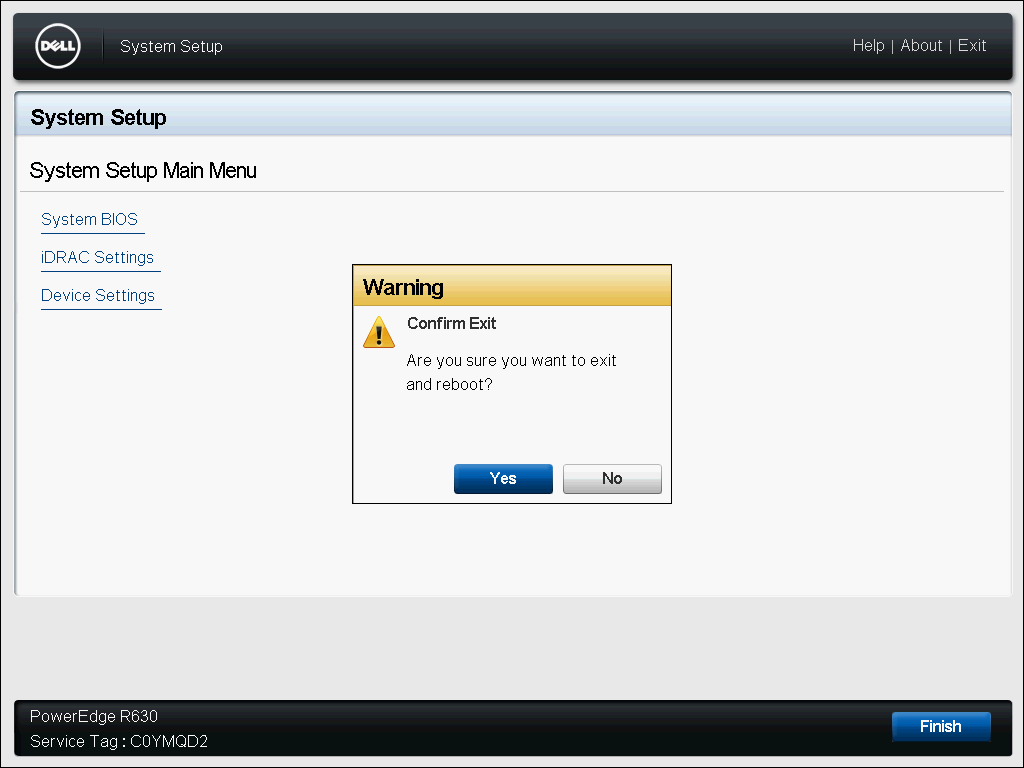 DELL
System Setup
Help | About | Exit
System Setup
System Setup Main Menu
System BIOS
iDRAC Settings
Device Settings
Warning
Confirm Exit
Are you sure you want to exit
and reboot?
Yes
No
PowerEdge R630
Service Tag : C0YMQD2
Finish